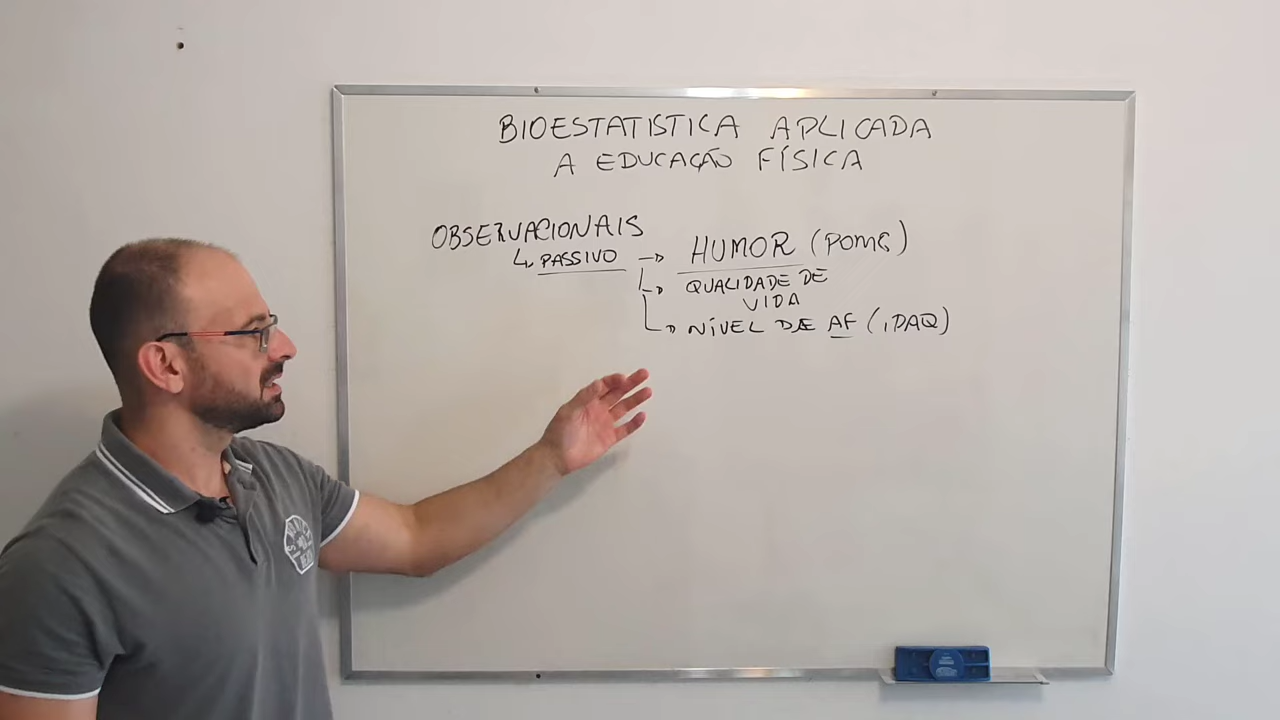 BIOESTATISTICA APLICADA
A EDUCAÇÃO FÍSICA
OBSERVACIONAIS
↳ PASSIVO → HUMOR (POMS)
↳ QUALIDADE DE
VIDA
↳ NÍVEL DE AF (IPAQ)